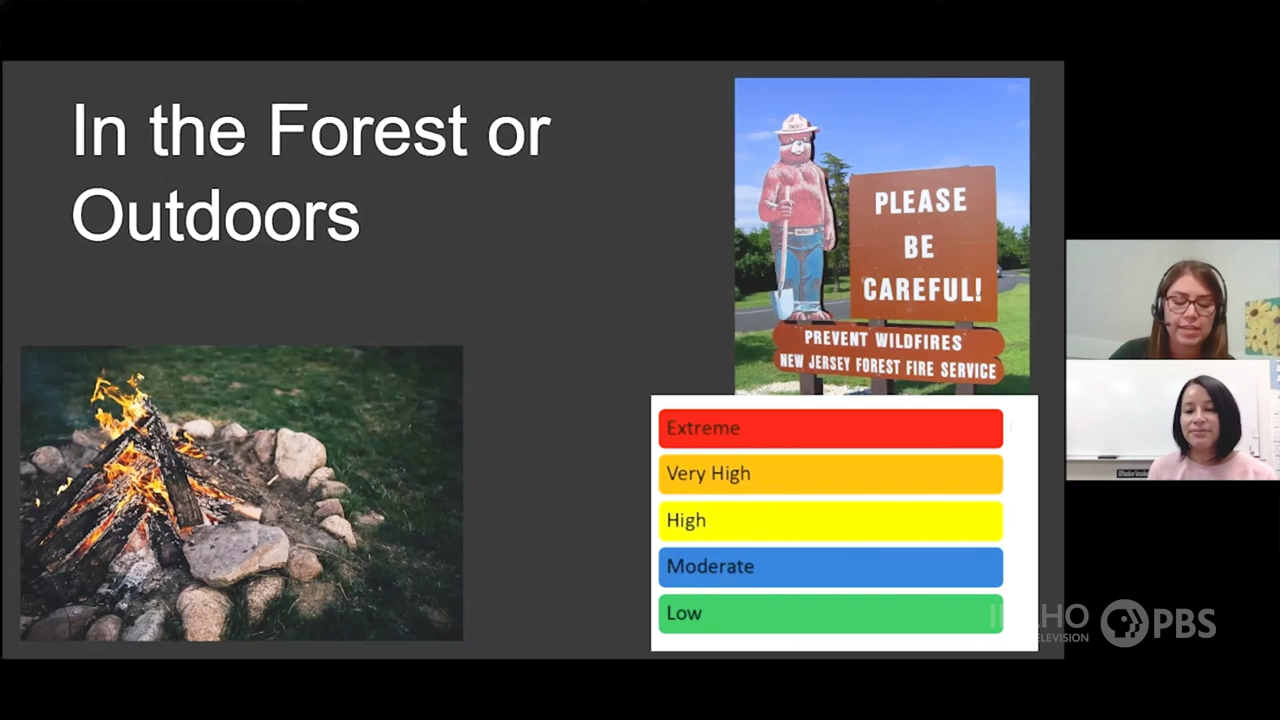 In the Forest or
Outdoors
PLEASE
BE
CAREFUL!
PREVENT WILDFIRES
NEW JERSEY FOREST FIRE SERVICE
Extreme
Very High
High
Moderate
Low
PBS